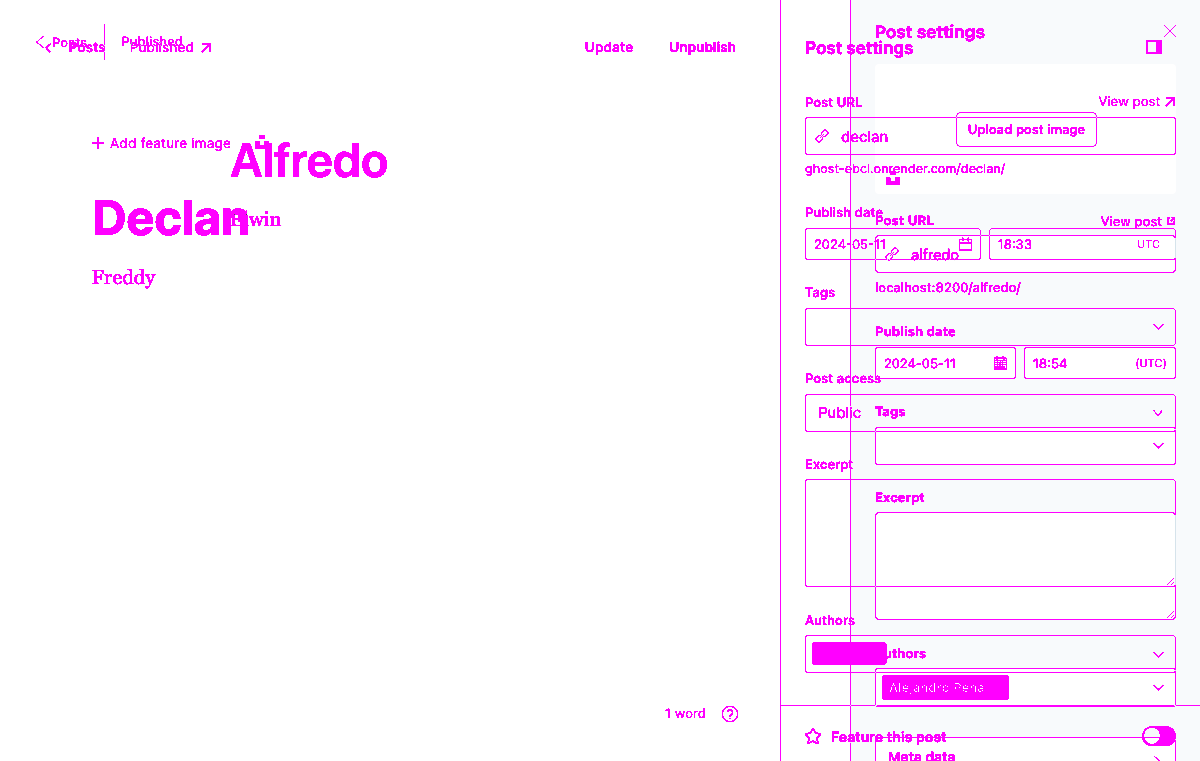 Posts
Published
Posts
Published
Update
Unpublish
Add feature image
Alfredo
Declan
lwin
Freddy
1 word
Post settings
Post settings
Post URL
View post
Upload post image
declan
ghost-ebcl.onrender.com/declan/
Publish date
Post URL
View post
2024-05-11
18:33
UTC
alfredo
localhost:8200/alfredo/
Tags
Publish date
2024-05-11
18:54
(UTC)
Post access
Public
Tags
Excerpt
Excerpt
Authors
uthors
Alejandro Pena
Feature this post
Meta data